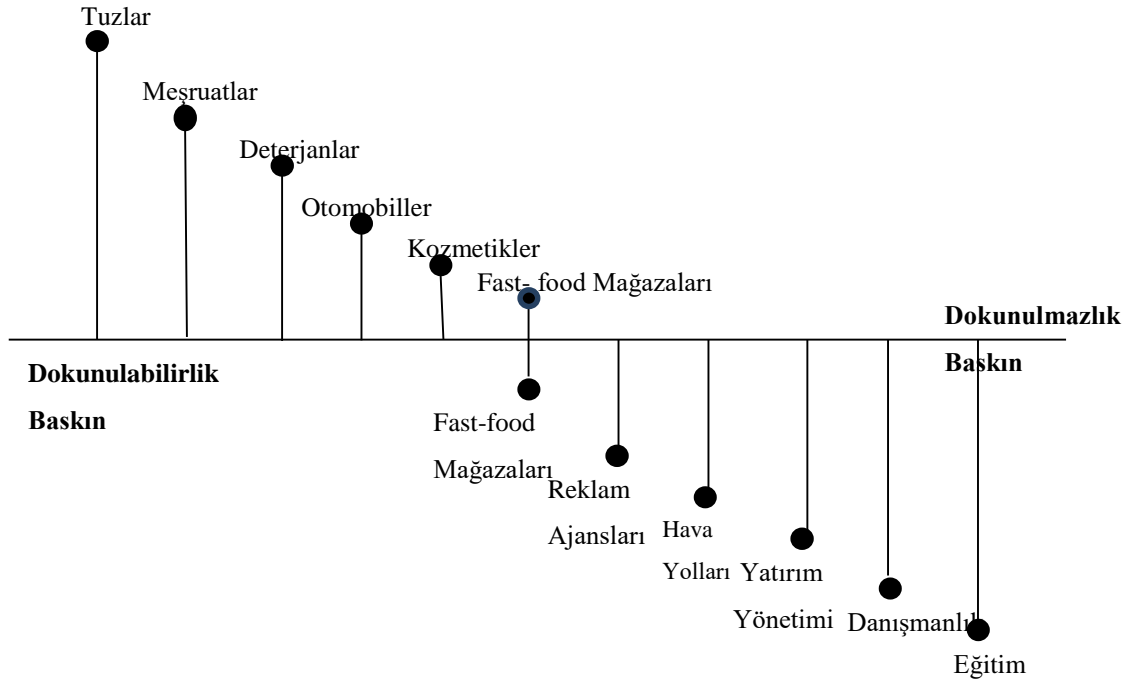 Tuzlar
Meşruatlar
Deterjanlar
Otomobiller
Kozmetikler
Fast- food Mağazaları
Dokunulmazlık
Baskın
Dokunulabilirlik
Baskın
Fast-food
Mağazaları
Reklam
Ajansları
Hava
Yolları
Yatırım
Yönetimi
Danışmanlık
Eğitim